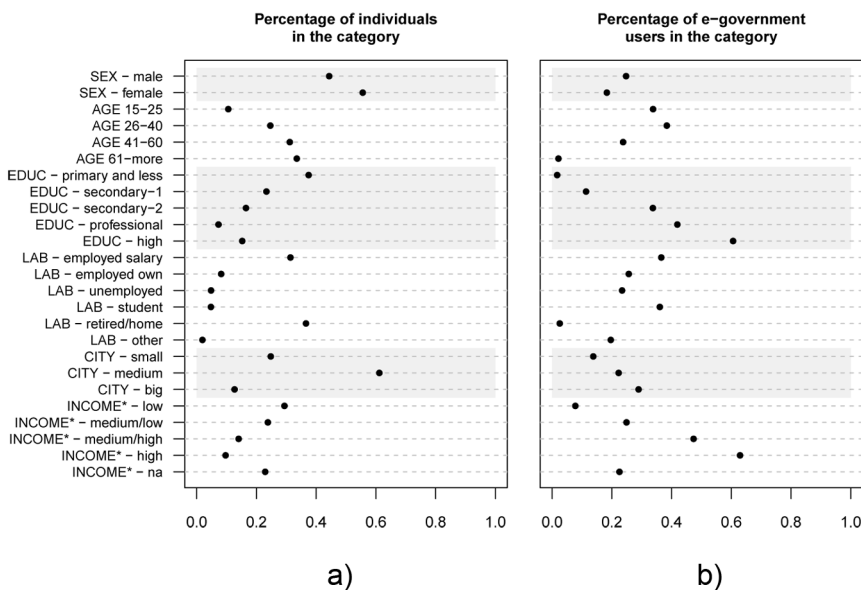 Percentage of individuals
in the category
Percentage of e−government
users in the category
SEX − male
SEX − female
AGE 15−25
AGE 26−40
AGE 41−60
AGE 61−more
EDUC − primary and less
EDUC − secondary−1
EDUC − secondary−2
EDUC − professional
EDUC − high
LAB − employed salary
LAB − employed own
LAB − unemployed
LAB − student
LAB − retired/home
LAB − other
CITY − small
CITY − medium
CITY − big
INCOME* − low
INCOME* − medium/low
INCOME* − medium/high
INCOME* − high
INCOME* − na
0.0 0.2 0.4 0.6 0.8 1.0
0.0 0.2 0.4 0.6 0.8 1.0
a)
b)